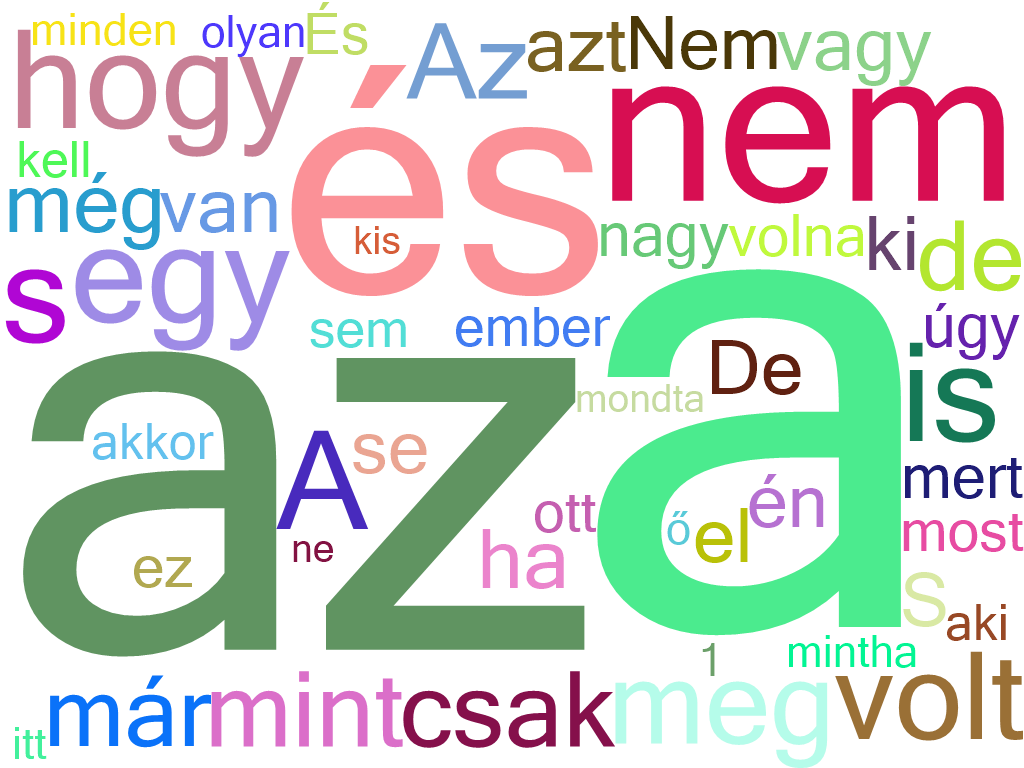 minden olyan És
hogy Az azt Nem vagy
és nem
kell
még van
kis
nagy volna ki de
s egy
sem ember úgy
az a
De is
mondta
akkor A se
mert
én
ott ő el most
ne
ez ha
S aki
1 mintha
már mint csak meg volt
itt